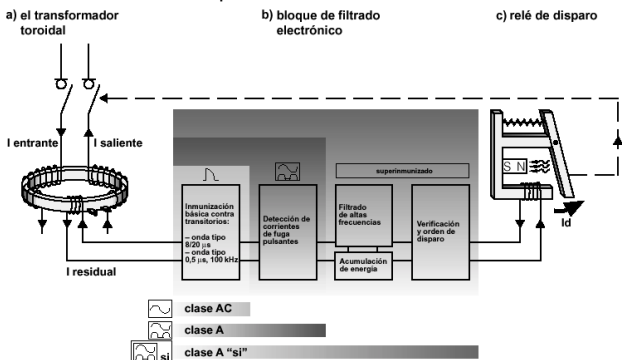 a) el transformador
toroidal
b) bloque de filtrado
electrónico
c) relé de disparo
I entrante
I saliente
superinmunizado
S N
Inmunización
básica contra
transitorios:
– onda tipo
8/20 µs
– onda tipo
0,5 µs, 100 kHz
Detección de
corrientes
de fuga
pulsantes
Filtrado
de altas
frecuencias
Acumulación
de energía
Verificación
y orden de
disparo
Id
I residual
clase AC
clase A
si
clase A “si”